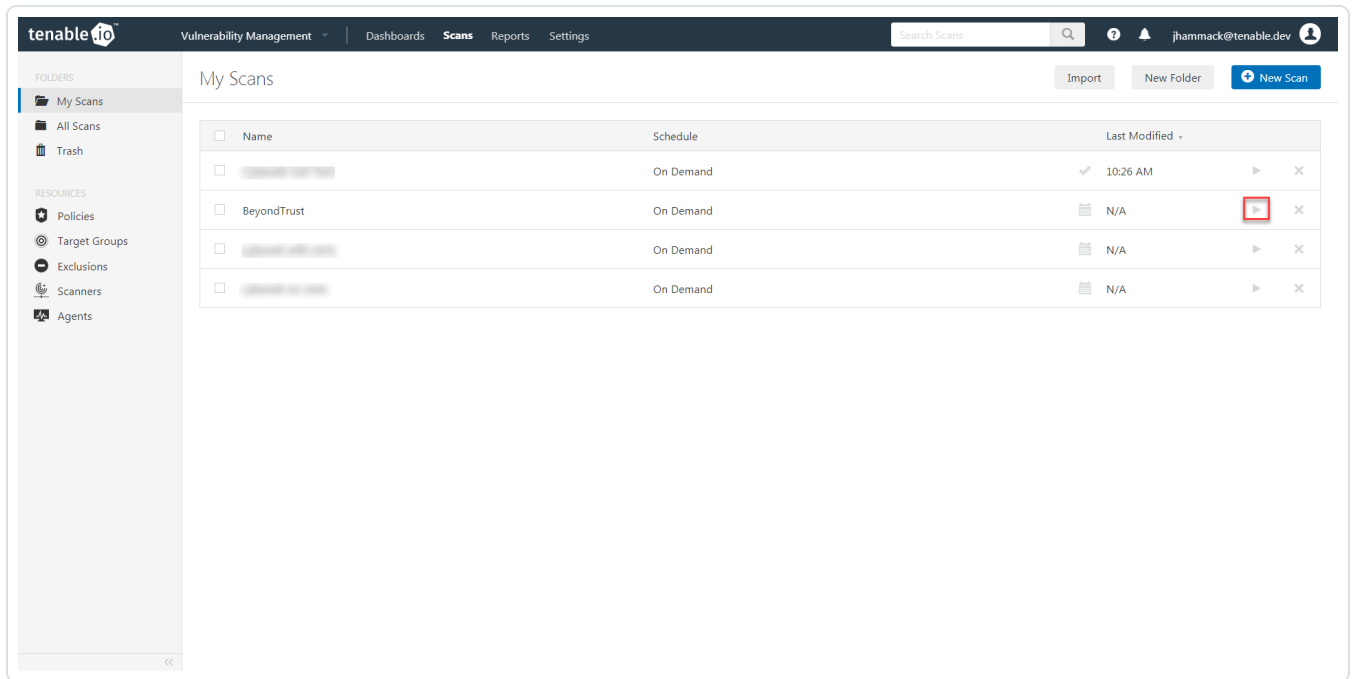 tenable.io™ Vulnerability Management Dashboards Scans Reports Settings Search Scans jhammack@tenable.dev
FOLDERS
My Scans
All Scans
Trash
RESOURCES
Policies
Target Groups
Exclusions
Scanners
Agents
My Scans Import New Folder New Scan
Name Schedule Last Modified
On Demand 10:26 AM
BeyondTrust On Demand N/A
On Demand N/A
On Demand N/A